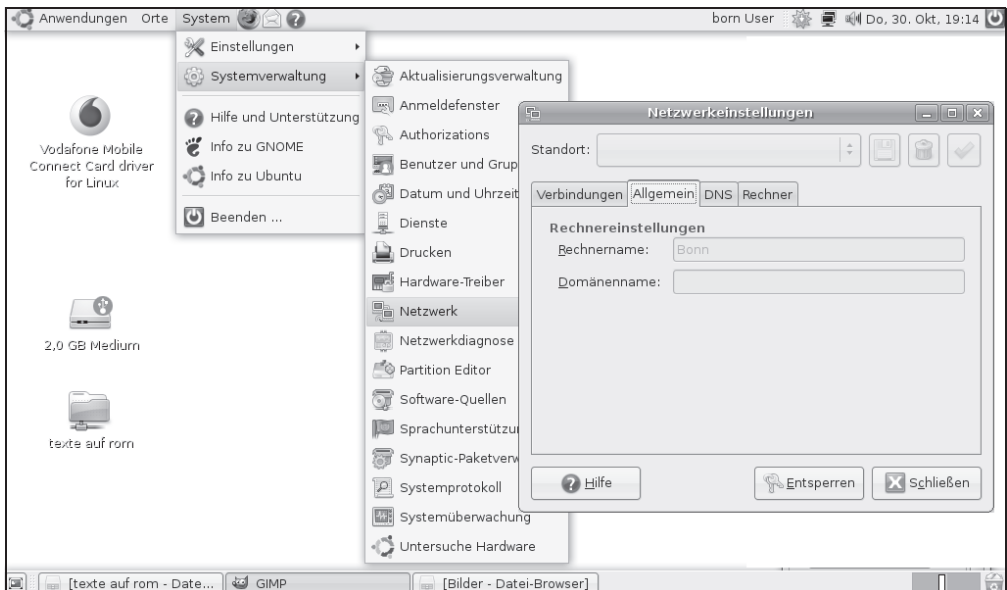 Anwendungen Orte System born User Do, 30. Okt, 19:14
Einstellungen
Systemverwaltung
Hilfe und Unterstützung
Info zu GNOME
Info zu Ubuntu
Beenden ...
Aktualisierungsverwaltung
Anmeldefenster
Authorizations
Benutzer und Grup
Datum und Uhrzeit
Dienste
Drucken
Hardware-Treiber
Netzwerk
Netzwerkdiagnose
Partition Editor
Software-Quellen
Sprachunterstützu
Synaptic-Paketverw
Systemprotokoll
Systemüberwachung
Untersuche Hardware
Vodafone Mobile
Connect Card driver
for Linux
2,0 GB Medium
texte auf rom
Netzwerkeinstellungen
Standort:
Verbindungen Allgemein DNS Rechner
Rechnereinstellungen
Rechnername: Bonn
Domänenname:
Hilfe Entsperren Schließen
[texte auf rom - Date... GIMP [Bilder - Datei-Browser]